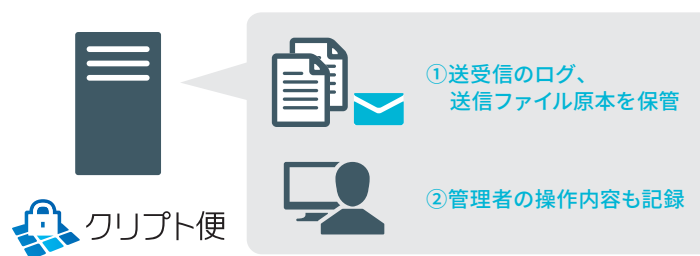 ①送受信のログ、
送信ファイル原本を保管
クリプト便
②管理者の操作内容も記録